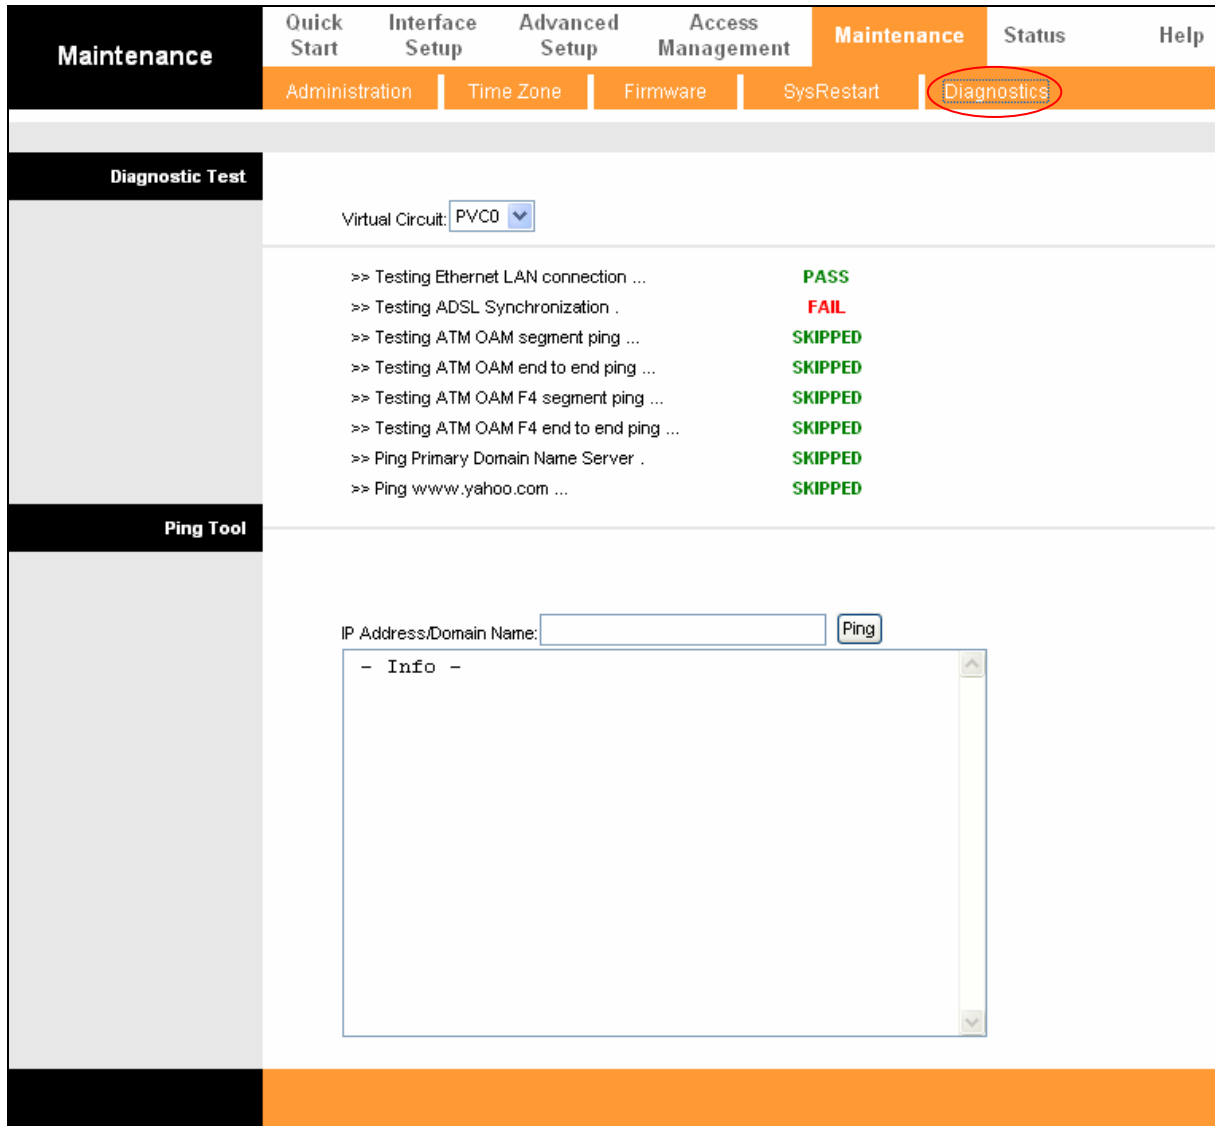 Maintenance
Quick Start
Interface Setup
Advanced Setup
Access Management
Maintenance
Status
Help
Administration
Time Zone
Firmware
SysRestart
Diagnostics
Diagnostic Test
Virtual Circuit: PVC0
>> Testing Ethernet LAN connection ... PASS
>> Testing ADSL Synchronization . FAIL
>> Testing ATM OAM segment ping ... SKIPPED
>> Testing ATM OAM end to end ping ... SKIPPED
>> Testing ATM OAM F4 segment ping ... SKIPPED
>> Testing ATM OAM F4 end to end ping ... SKIPPED
>> Ping Primary Domain Name Server . SKIPPED
>> Ping www.yahoo.com ... SKIPPED
Ping Tool
IP Address/Domain Name: Ping
- Info -